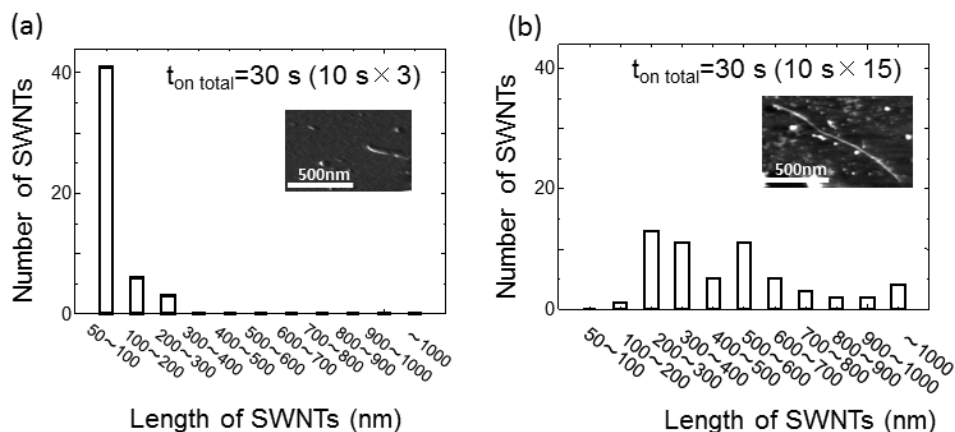 (a)
t_on total=30 s (10 s×3)
500nm
40
20
0
Number of SWNTs
50～100
100～200
200～300
300～400
400～500
500～600
600～700
700～800
800～900
900～1000
～1000
Length of SWNTs (nm)
(b)
t_on total=30 s (10 s×15)
500nm
40
20
0
Number of SWNTs
50～100
100～200
200～300
300～400
400～500
500～600
600～700
700～800
800～900
900～1000
～1000
Length of SWNTs (nm)